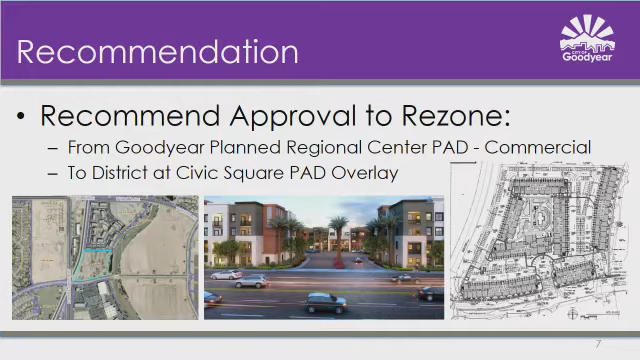 Recommendation
CITY OF
Goodyear
• Recommend Approval to Rezone:
– From Goodyear Planned Regional Center PAD - Commercial
– To District at Civic Square PAD Overlay
7